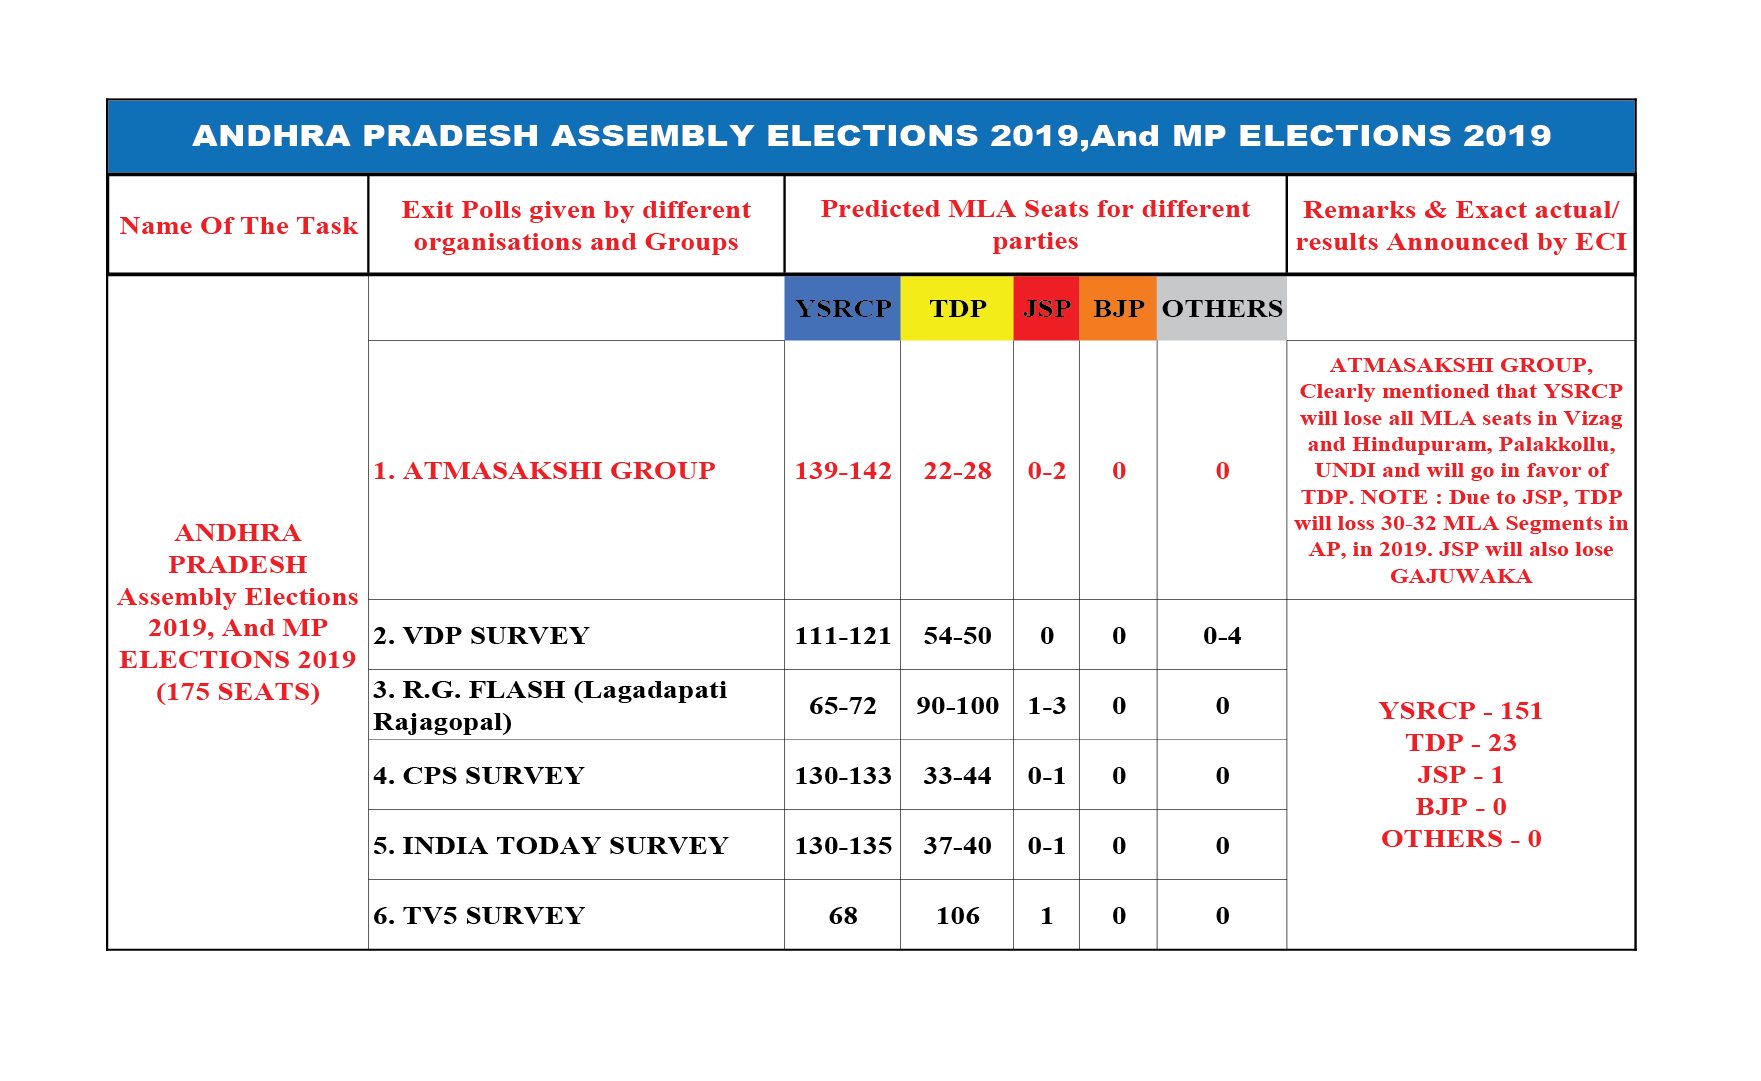 ANDHRA PRADESH ASSEMBLY ELECTIONS 2019,And MP ELECTIONS 2019
Name Of The Task
Exit Polls given by different
organisations and Groups
Predicted MLA Seats for different
parties
Remarks & Exact actual/
results Announced by ECI
YSRCP TDP JSP BJP OTHERS
ANDHRA
PRADESH
Assembly Elections
2019, And MP
ELECTIONS 2019
(175 SEATS)
1. ATMASAKSHI GROUP 139-142 22-28 0-2 0 0
ATMASAKSHI GROUP,
Clearly mentioned that YSRCP
will lose all MLA seats in Vizag
and Hindupuram, Palakkollu,
UNDI and will go in favor of
TDP. NOTE : Due to JSP, TDP
will loss 30-32 MLA Segments in
AP, in 2019. JSP will also lose
GAJUWAKA
2. VDP SURVEY 111-121 54-50 0 0 0-4
3. R.G. FLASH (Lagadapati
Rajagopal) 65-72 90-100 1-3 0 0
4. CPS SURVEY 130-133 33-44 0-1 0 0
5. INDIA TODAY SURVEY 130-135 37-40 0-1 0 0
6. TV5 SURVEY 68 106 1 0 0
YSRCP - 151
TDP - 23
JSP - 1
BJP - 0
OTHERS - 0